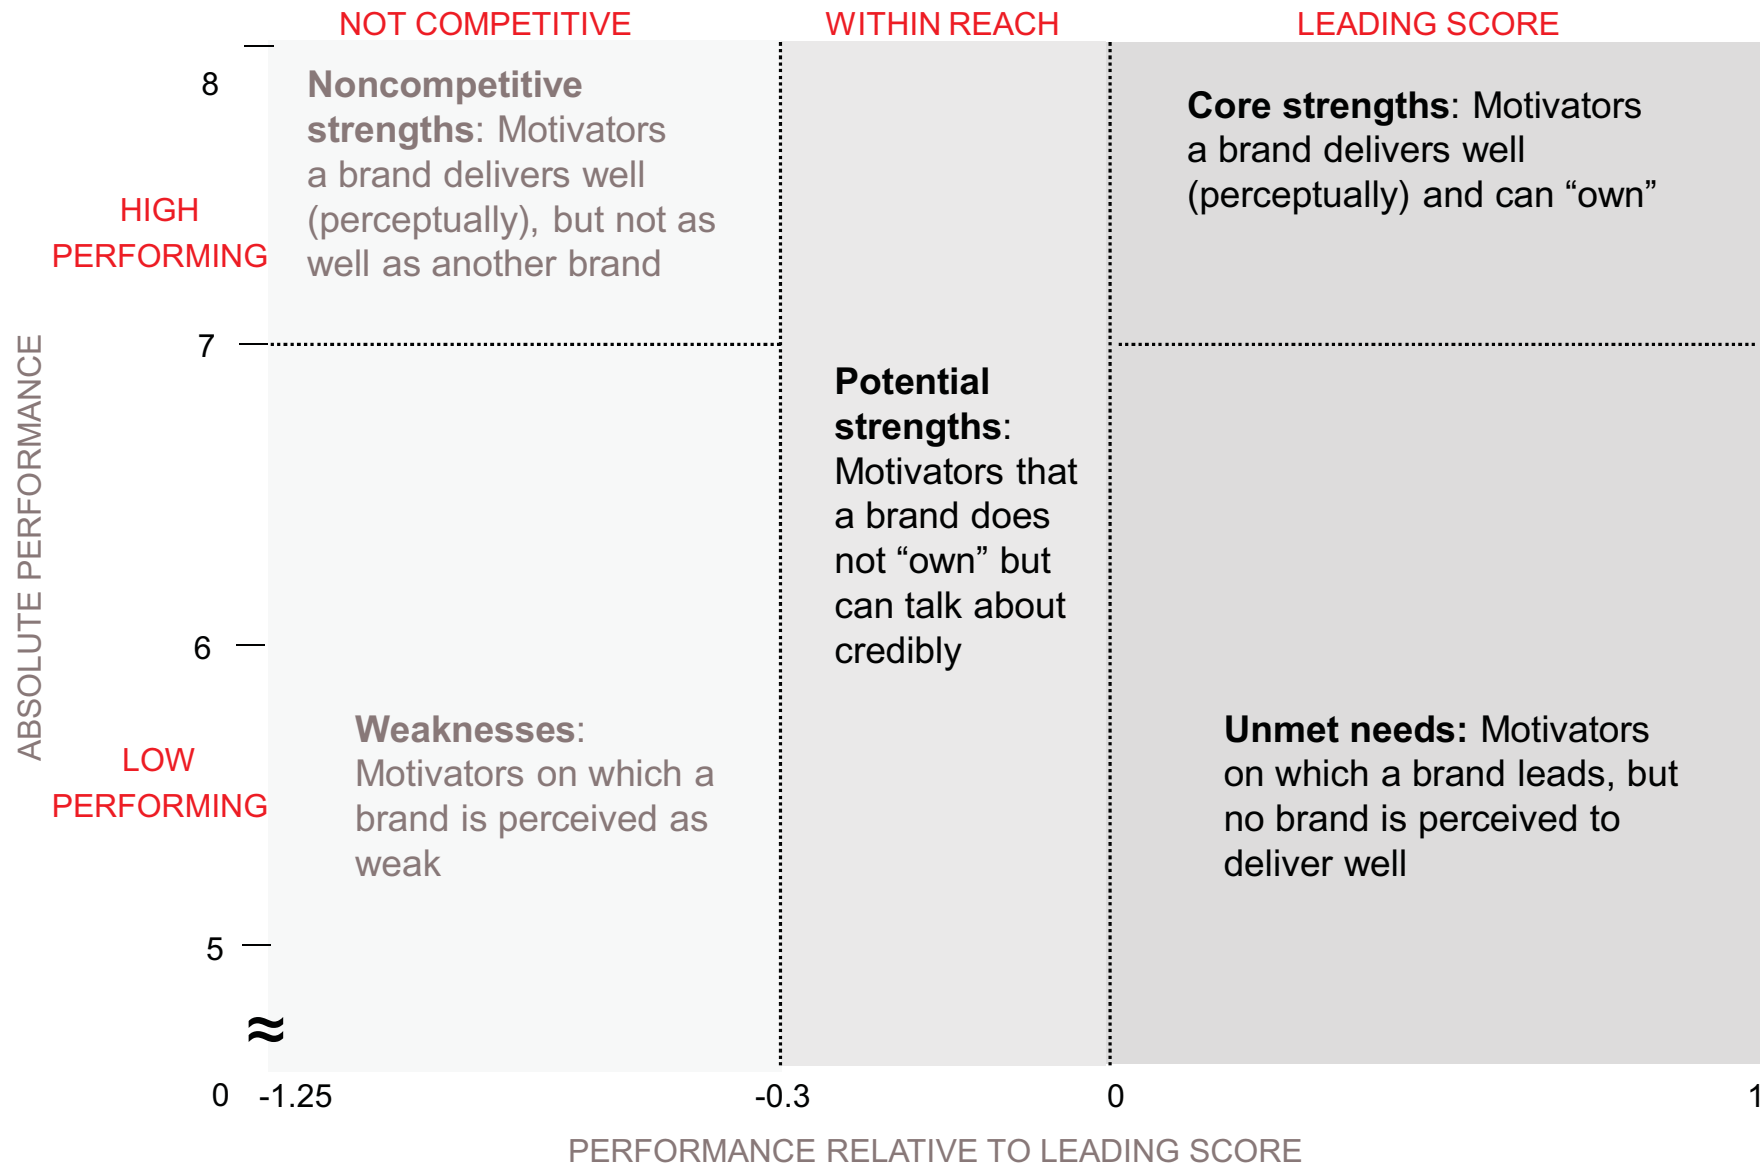 NOT COMPETITIVE
WITHIN REACH
LEADING SCORE
8
Noncompetitive
strengths: Motivators
a brand delivers well
(perceptually), but not as
well as another brand
Core strengths: Motivators
a brand delivers well
(perceptually) and can “own”
HIGH
PERFORMING
7
ABSOLUTE PERFORMANCE
Potential
strengths:
Motivators that
a brand does
not “own” but
can talk about
credibly
6
LOW
PERFORMING
Weaknesses:
Motivators on which a
brand is perceived as
weak
Unmet needs: Motivators
on which a brand leads, but
no brand is perceived to
deliver well
5
≈
0
-1.25
-0.3
0
1
PERFORMANCE RELATIVE TO LEADING SCORE